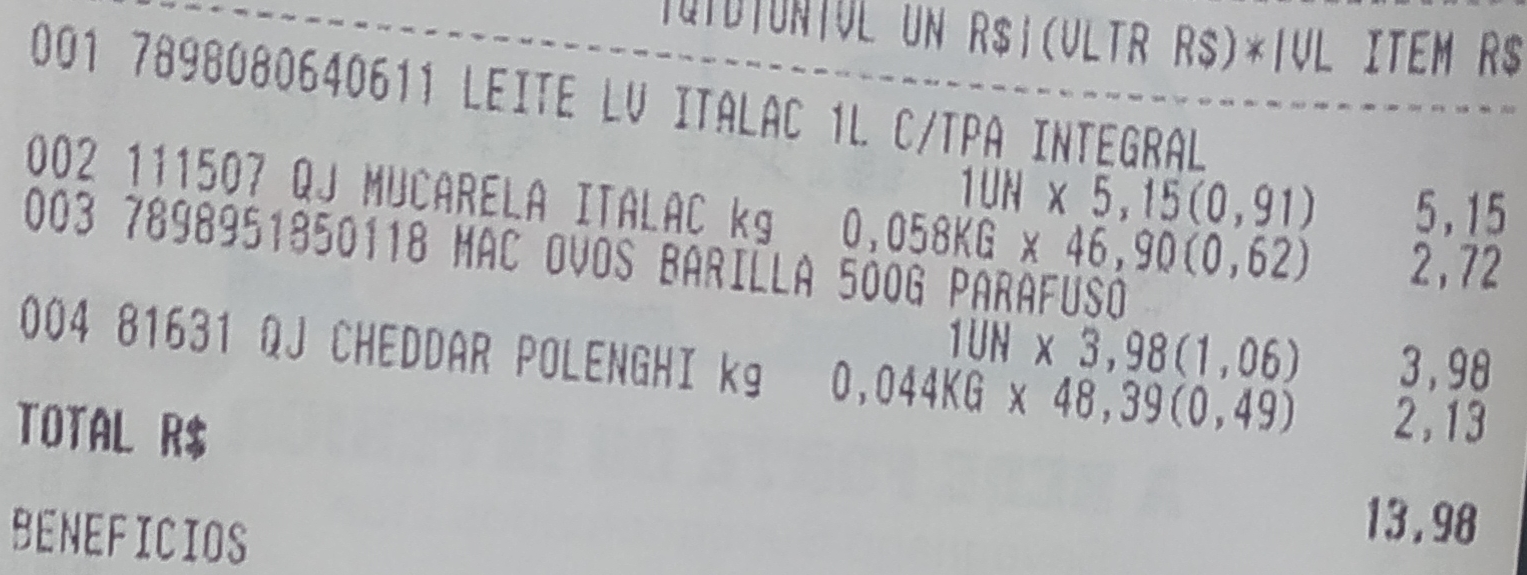 |QTD|UN|VL UN R$|(VLTR R$)*|VL ITEM R$
001 7898080640611 LEITE LV ITALAC 1L C/TPA INTEGRAL
1UN x 5,15(0,91) 5,15
002 111507 QJ MUCARELA ITALAC kg 0,058KG x 46,90(0,62) 2,72
003 7898951850118 MAC OVOS BARILLA 500G PARAFUSO
1UN x 3,98(1,06) 3,98
004 81631 QJ CHEDDAR POLENGHI kg 0,044KG x 48,39(0,49) 2,13
TOTAL R$ 13,98
BENEFICIOS